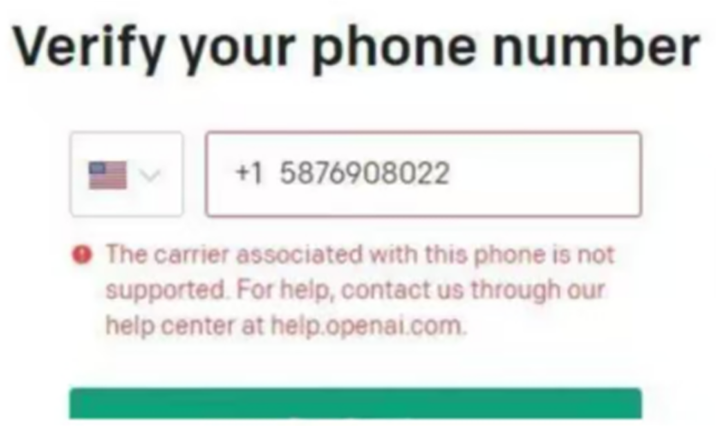 Verify your phone number
+1 5876908022
The carrier associated with this phone is not
supported. For help, contact us through our
help center at help.openai.com.